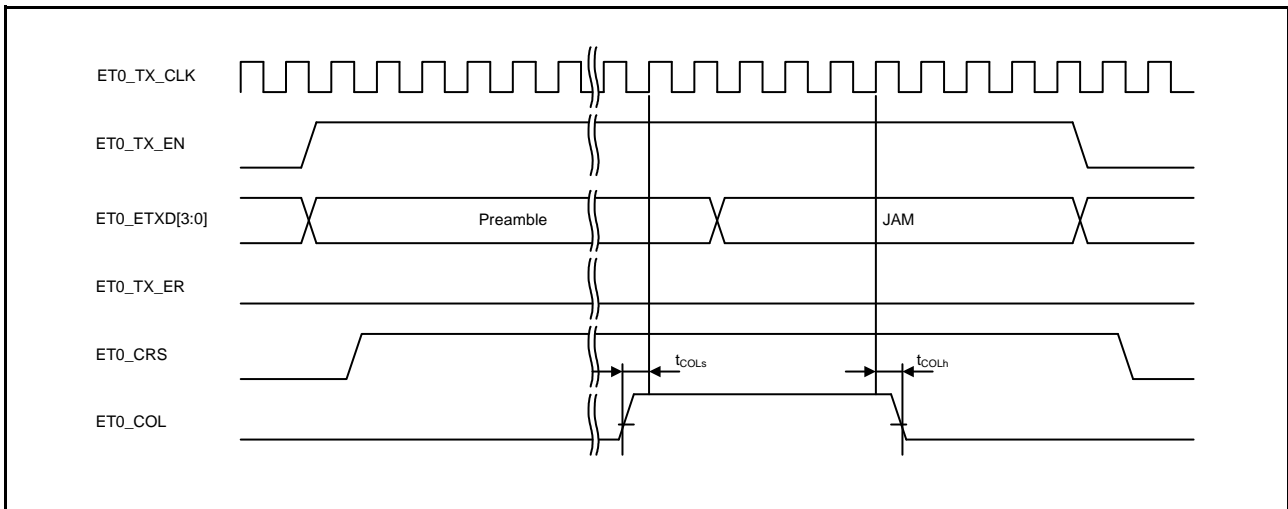 ET0_TX_CLK
ET0_TX_EN
ET0_ETXD[3:0]
Preamble
JAM
ET0_TX_ER
ET0_CRS
tCOLs
tCOLh
ET0_COL